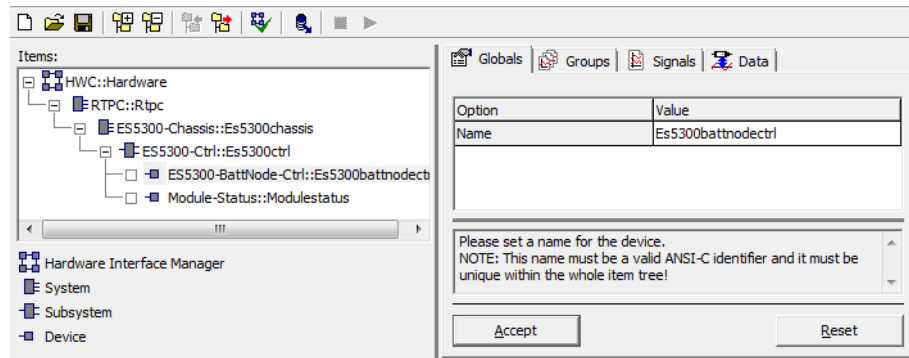 Items:
HWC::Hardware
RTPC::Rtpc
ES5300-Chassis::Es5300chassis
ES5300-Ctrl::Es5300ctrl
ES5300-BattNode-Ctrl::Es5300battnodect
Module-Status::Modulestatus
Hardware Interface Manager
System
Subsystem
Device
Globals Groups Signals Data
Option Value
Name Es5300battnodectrl
Please set a name for the device.
NOTE: This name must be a valid ANSI-C identifier and it must be
unique within the whole item tree!
Accept Reset